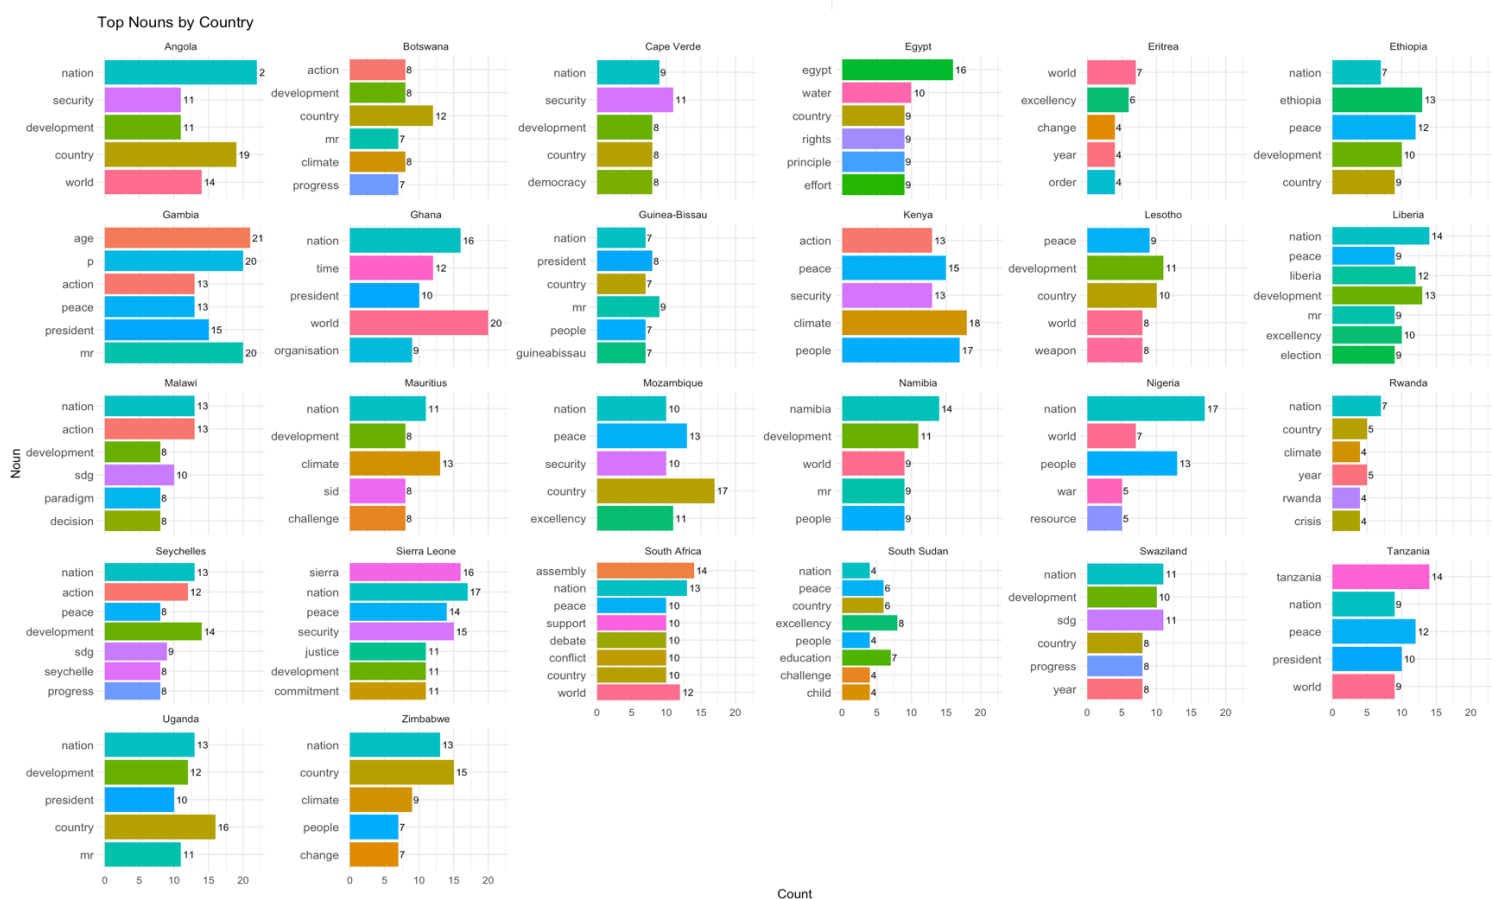 Top Nouns by Country
Angola
nation 2
security 11
development 11
country 19
world 14
Botswana
action 8
development 8
country 12
mr 7
climate 8
progress 7
Cape Verde
nation 9
security 11
development 8
country 8
democracy 8
Egypt
egypt 16
water 10
country 9
rights 9
principle 9
effort 9
Eritrea
world 7
excellency 6
change 4
year 4
order 4
Ethiopia
nation 7
ethiopia 13
peace 12
development 10
country 9
Gambia
age 21
p 20
action 13
peace 13
president 15
mr 20
Ghana
nation 16
time 12
president 10
world 20
organisation 9
Guinea-Bissau
nation 7
president 8
country 7
mr 9
people 7
guineabissau 7
Kenya
action 13
peace 15
security 13
climate 18
people 17
Lesotho
peace 9
development 11
country 10
world 8
weapon 8
Liberia
nation 14
peace 9
liberia 12
development 13
mr 9
excellency 10
election 9
Noun
Malawi
nation 13
action 13
development 8
sdg 10
paradigm 8
decision 8
Mauritius
nation 11
development 8
climate 13
sid 8
challenge 8
Mozambique
nation 10
peace 13
security 10
country 17
excellency 11
Namibia
namibia 14
development 11
world 9
mr 9
people 9
Nigeria
nation 17
world 7
people 13
war 5
resource 5
Rwanda
nation 7
country 5
climate 4
year 5
rwanda 4
crisis 4
Seychelles
nation 13
action 12
peace 8
development 14
sdg 9
seychelle 8
progress 8
Sierra Leone
sierra 16
nation 17
peace 14
security 15
justice 11
development 11
commitment 11
South Africa
assembly 14
nation 13
peace 10
support 10
debate 10
conflict 10
country 10
world 12
0 5 10 15 20
South Sudan
nation 4
peace 6
country 6
excellency 8
people 4
education 7
challenge 4
child 4
0 5 10 15 20
Swaziland
nation 11
development 10
sdg 11
country 8
progress 8
year 8
0 5 10 15 20
Tanzania
tanzania 14
nation 9
peace 12
president 10
world 9
0 5 10 15 20
Uganda
nation 13
development 12
president 10
country 16
mr 11
0 5 10 15 20
Zimbabwe
nation 13
country 15
climate 9
people 7
change 7
0 5 10 15 20
Count